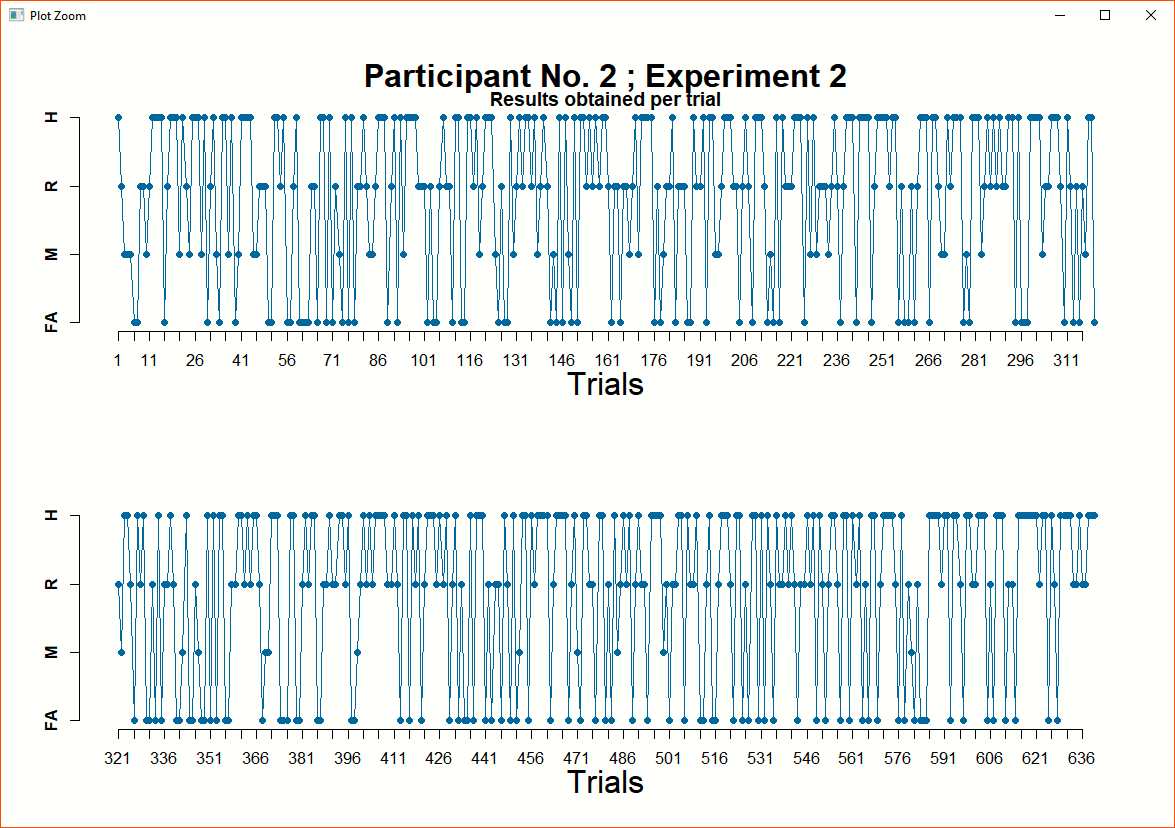 Plot Zoom
Participant No. 2 ; Experiment 2
Results obtained per trial
H
R
M
FA
1 11 26 41 56 71 86 101 116 131 146 161 176 191 206 221 236 251 266 281 296 311
Trials
H
R
M
FA
321 336 351 366 381 396 411 426 441 456 471 486 501 516 531 546 561 576 591 606 621 636
Trials